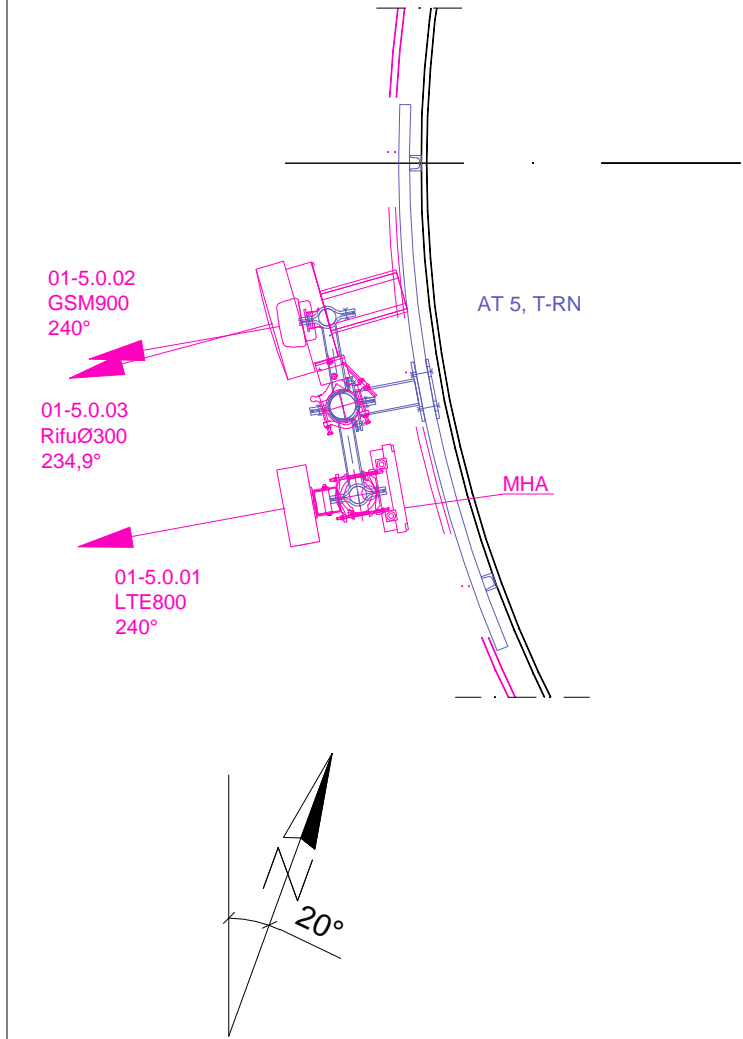 01-5.0.02
GSM900
240°
AT 5, T-RN
01-5.0.03
RifuØ300
234,9°
MHA
01-5.0.01
LTE800
240°
N
20°